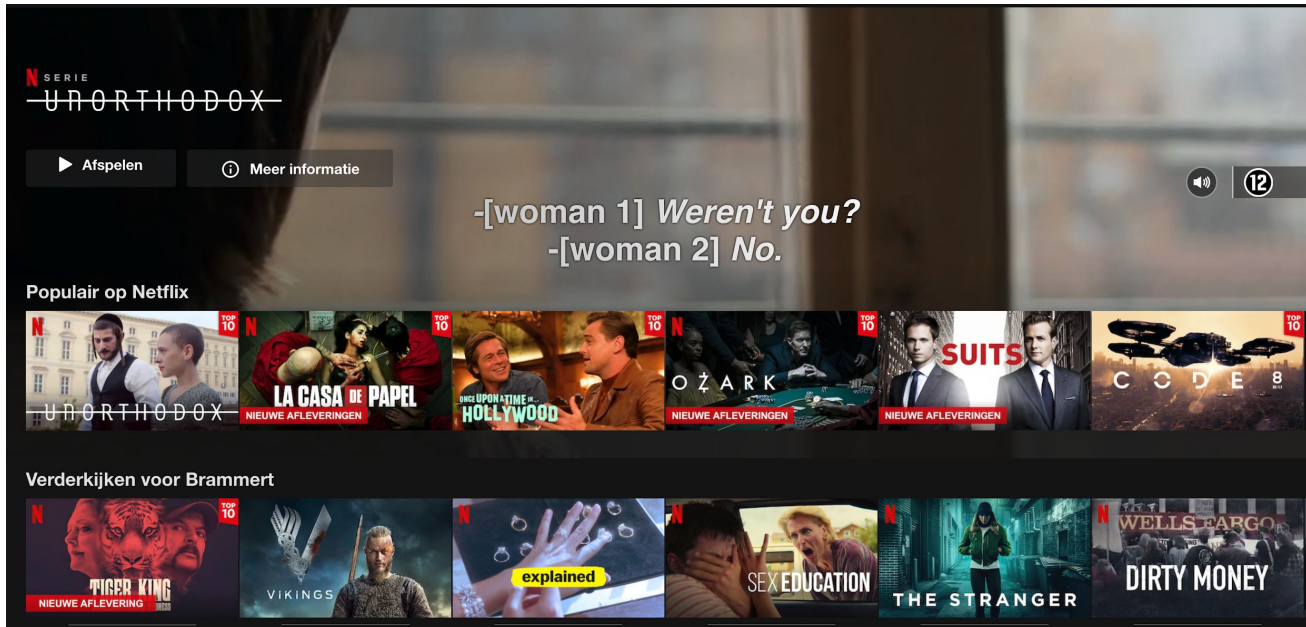 N SERIE
UNORTHODOX
Afspelen
Meer informatie
12
-[woman 1] Weren't you?
-[woman 2] No.
Populair op Netflix
N
TOP 10
UNORTHODOX
N
TOP 10
LA CASA DE PAPEL
NIEUWE AFLEVERINGEN
TOP 10
ONCE UPON A TIME IN...
HOLLYWOOD
N
TOP 10
OZARK
NIEUWE AFLEVERINGEN
SUITS
NIEUWE AFLEVERINGEN
TOP 10
CODE 8
Verderkijken voor Brammert
N
TOP 10
TIGER KING
NIEUWE AFLEVERING
VIKINGS
N
explained
N
SEX EDUCATION
N
THE STRANGER
N
WELLS FARGO
DIRTY MONEY